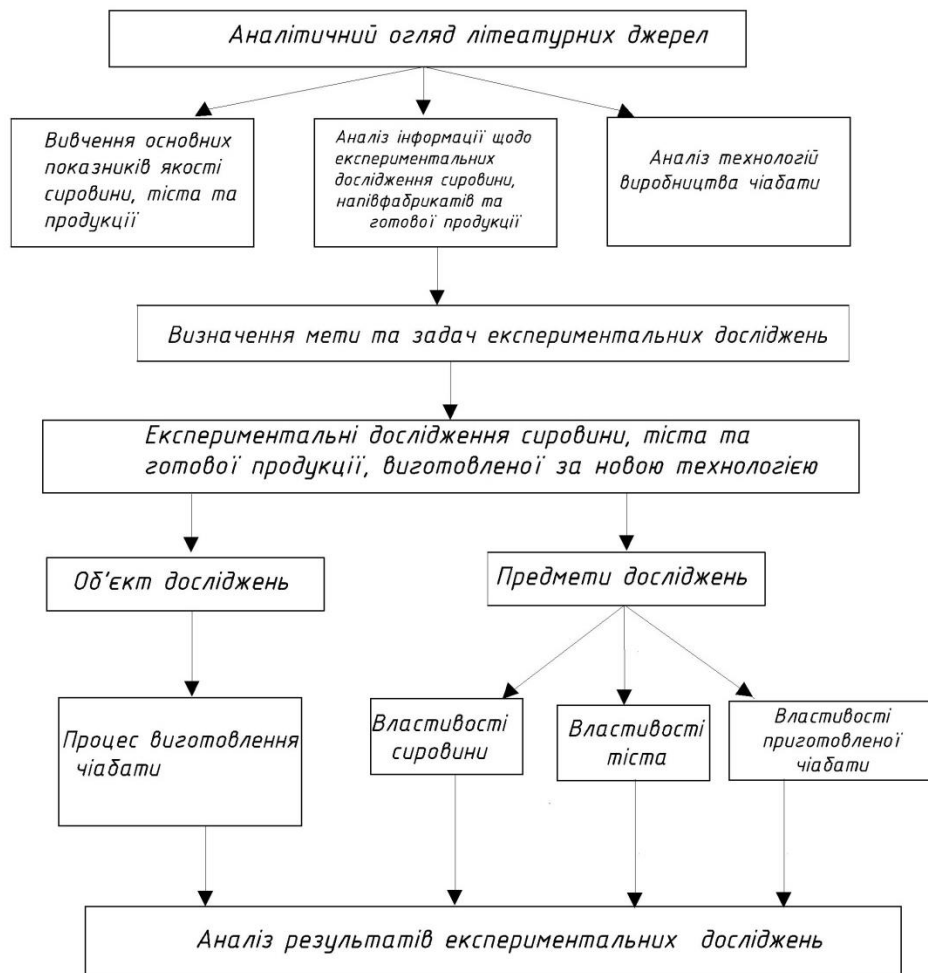 Аналітичний огляд літеатурних джерел
Вивчення основних
показників якості
сировини, тіста та
продукції
Аналіз інформації щодо
експериментальних
дослідження сировини,
напівфабрикатів та
готової продукції
Аналіз технологій
виробництва чіабати
Визначення мети та задач експериментальних досліджень
Експериментальні дослідження сировини, тіста та
готової продукції, виготовленої за новою технологією
Об'єкт досліджень
Предмети досліджень
Процес виготовлення
чіабати
Властивості
сировини
Властивості
тіста
Властивості
приготовленої
чіабати
Аналіз результатів експериментальних досліджень